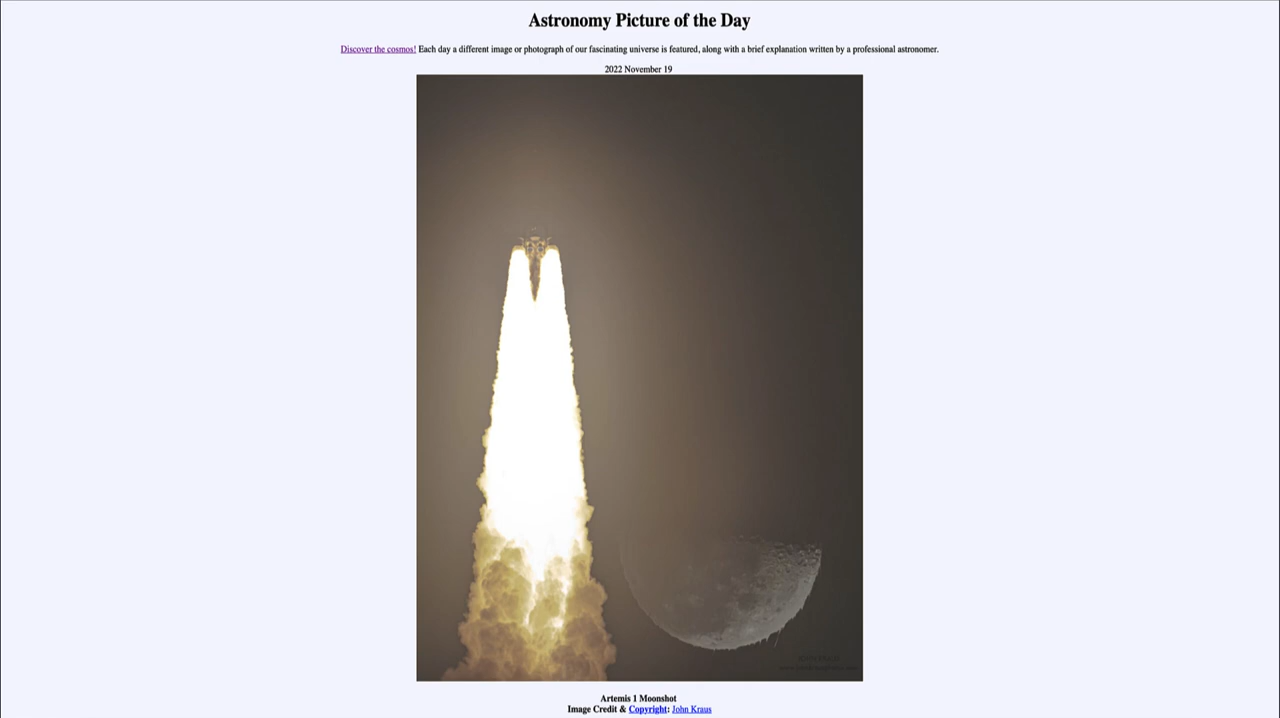 Astronomy Picture of the Day
Discover the cosmos! Each day a different image or photograph of our fascinating universe is featured, along with a brief explanation written by a professional astronomer.
2022 November 19
Artemis 1 Moonshot
Image Credit & Copyright: John Kraus